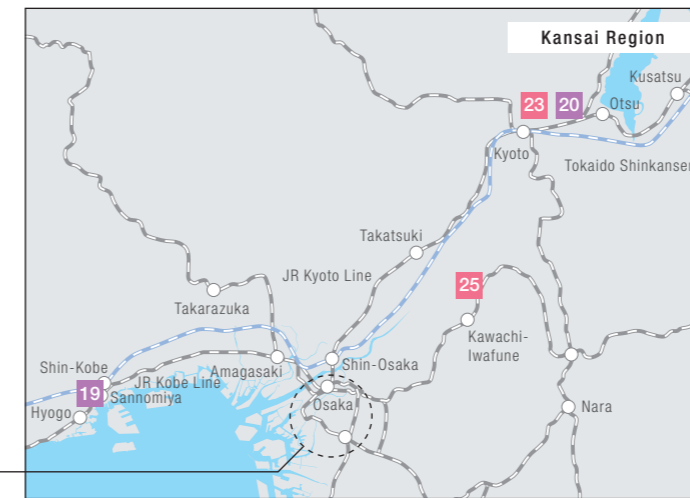 Kansai Region
Kusatsu
23
20
Otsu
Kyoto
Tokaido Shinkansen
Takatsuki
JR Kyoto Line
25
Takarazuka
Kawachi-
Iwafune
Shin-Kobe
Amagasaki
Shin-Osaka
JR Kobe Line
19
Sannomiya
Osaka
Hyogo
Nara